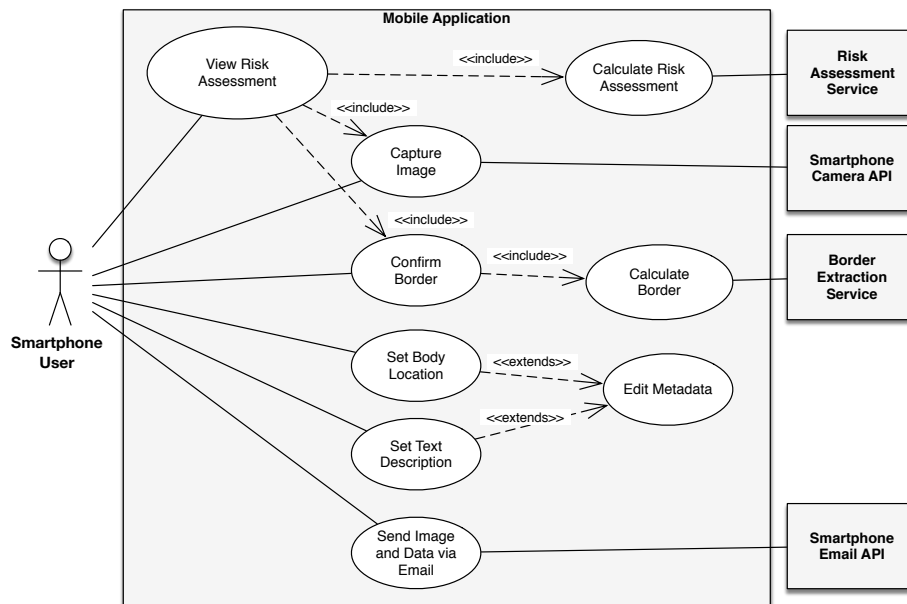 Mobile Application
View Risk
Assessment
<<include>>
Calculate Risk
Assessment
Risk
Assessment
Service
<<include>>
Capture
Image
Smartphone
Camera API
<<include>>
Confirm
Border
<<include>>
Calculate
Border
Border
Extraction
Service
Smartphone
User
Set Body
Location
<<extends>>
Edit Metadata
<<extends>>
Set Text
Description
Send Image
and Data via
Email
Smartphone
Email API